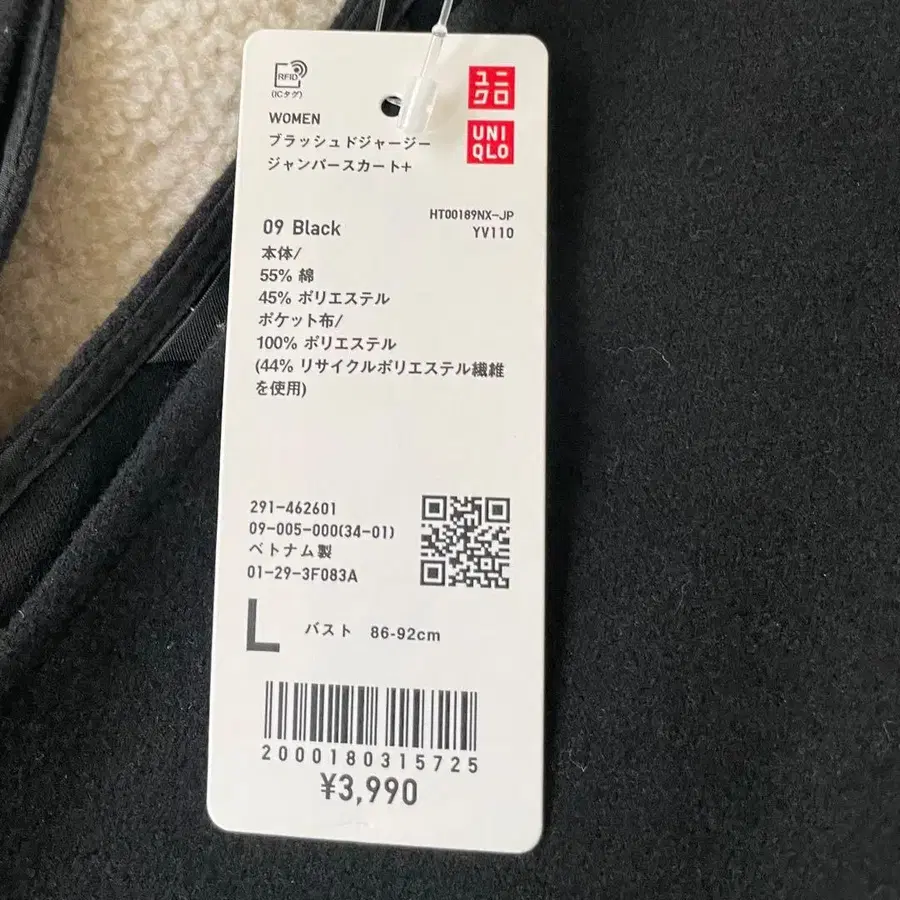 RFID
(ICタグ)
ユニ
クロ
UNI
QLO
WOMEN
ブラッシュドジャージー
ジャンパースカート+
09 Black
HT00189NX-JP
YV110
本体/
55% 綿
45% ポリエステル
ポケット布/
100% ポリエステル
(44% リサイクルポリエステル繊維
を使用)
291-462601
09-005-000(34-01)
ベトナム製
01-29-3F083A
L バスト 86-92cm
2000180315725
¥3,990